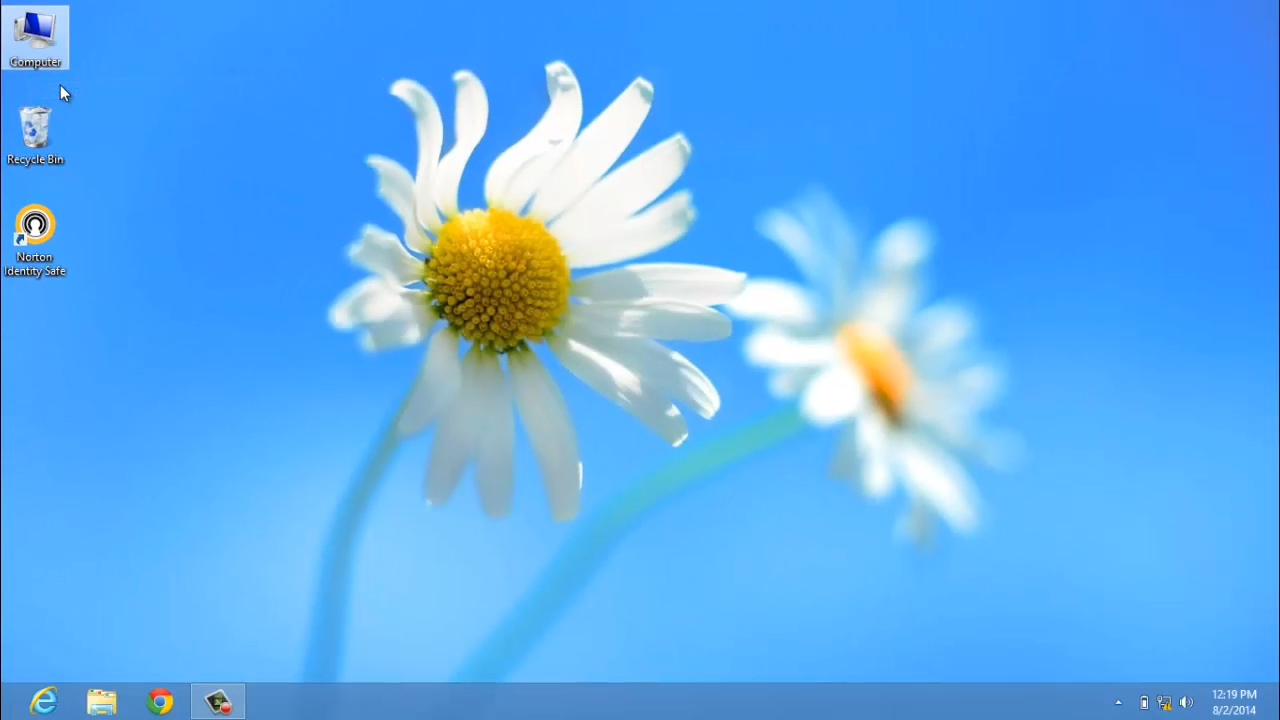 Computer
Recycle Bin
Norton
Identity Safe
12:19 PM
8/2/2014